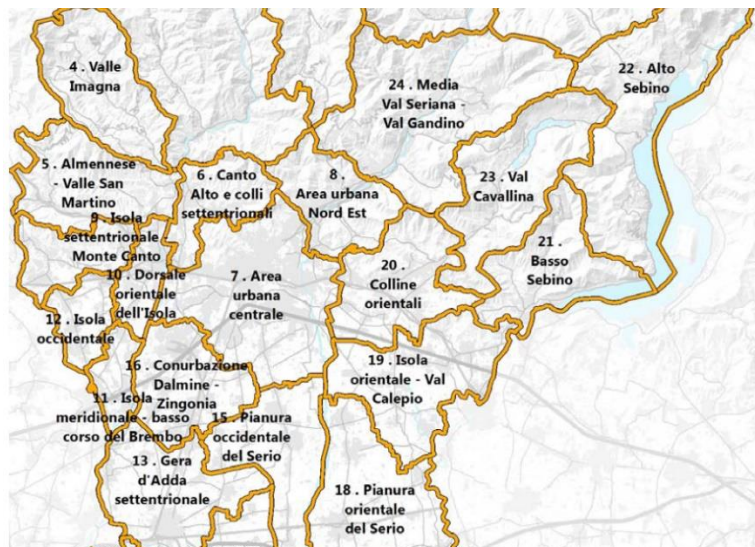 4 . Valle
Imagna
24 . Media
Val Seriana -
Val Gandino
22 . Alto
Sebino
5 . Almennese
- Valle San
Martino
6 . Canto
Alto e colli
settentrionali
8 .
Area urbana
Nord Est
23 . Val
Cavallina
9 . Isola
settentrionale
Monte Canto
21 .
Basso
Sebino
10 . Dorsale
orientale
dell'Isola
7 . Area
urbana
centrale
20 .
Colline
orientali
12 . Isola
occidentale
16 . Conurbazione
Dalmine -
Zingonia
19 . Isola
orientale - Val
Calepio
11 . Isola
meridionale - basso
corso del Brembo
15 . Pianura
occidentale
del Serio
13 . Gera
d'Adda
settentrionale
18 . Pianura
orientale
del Serio